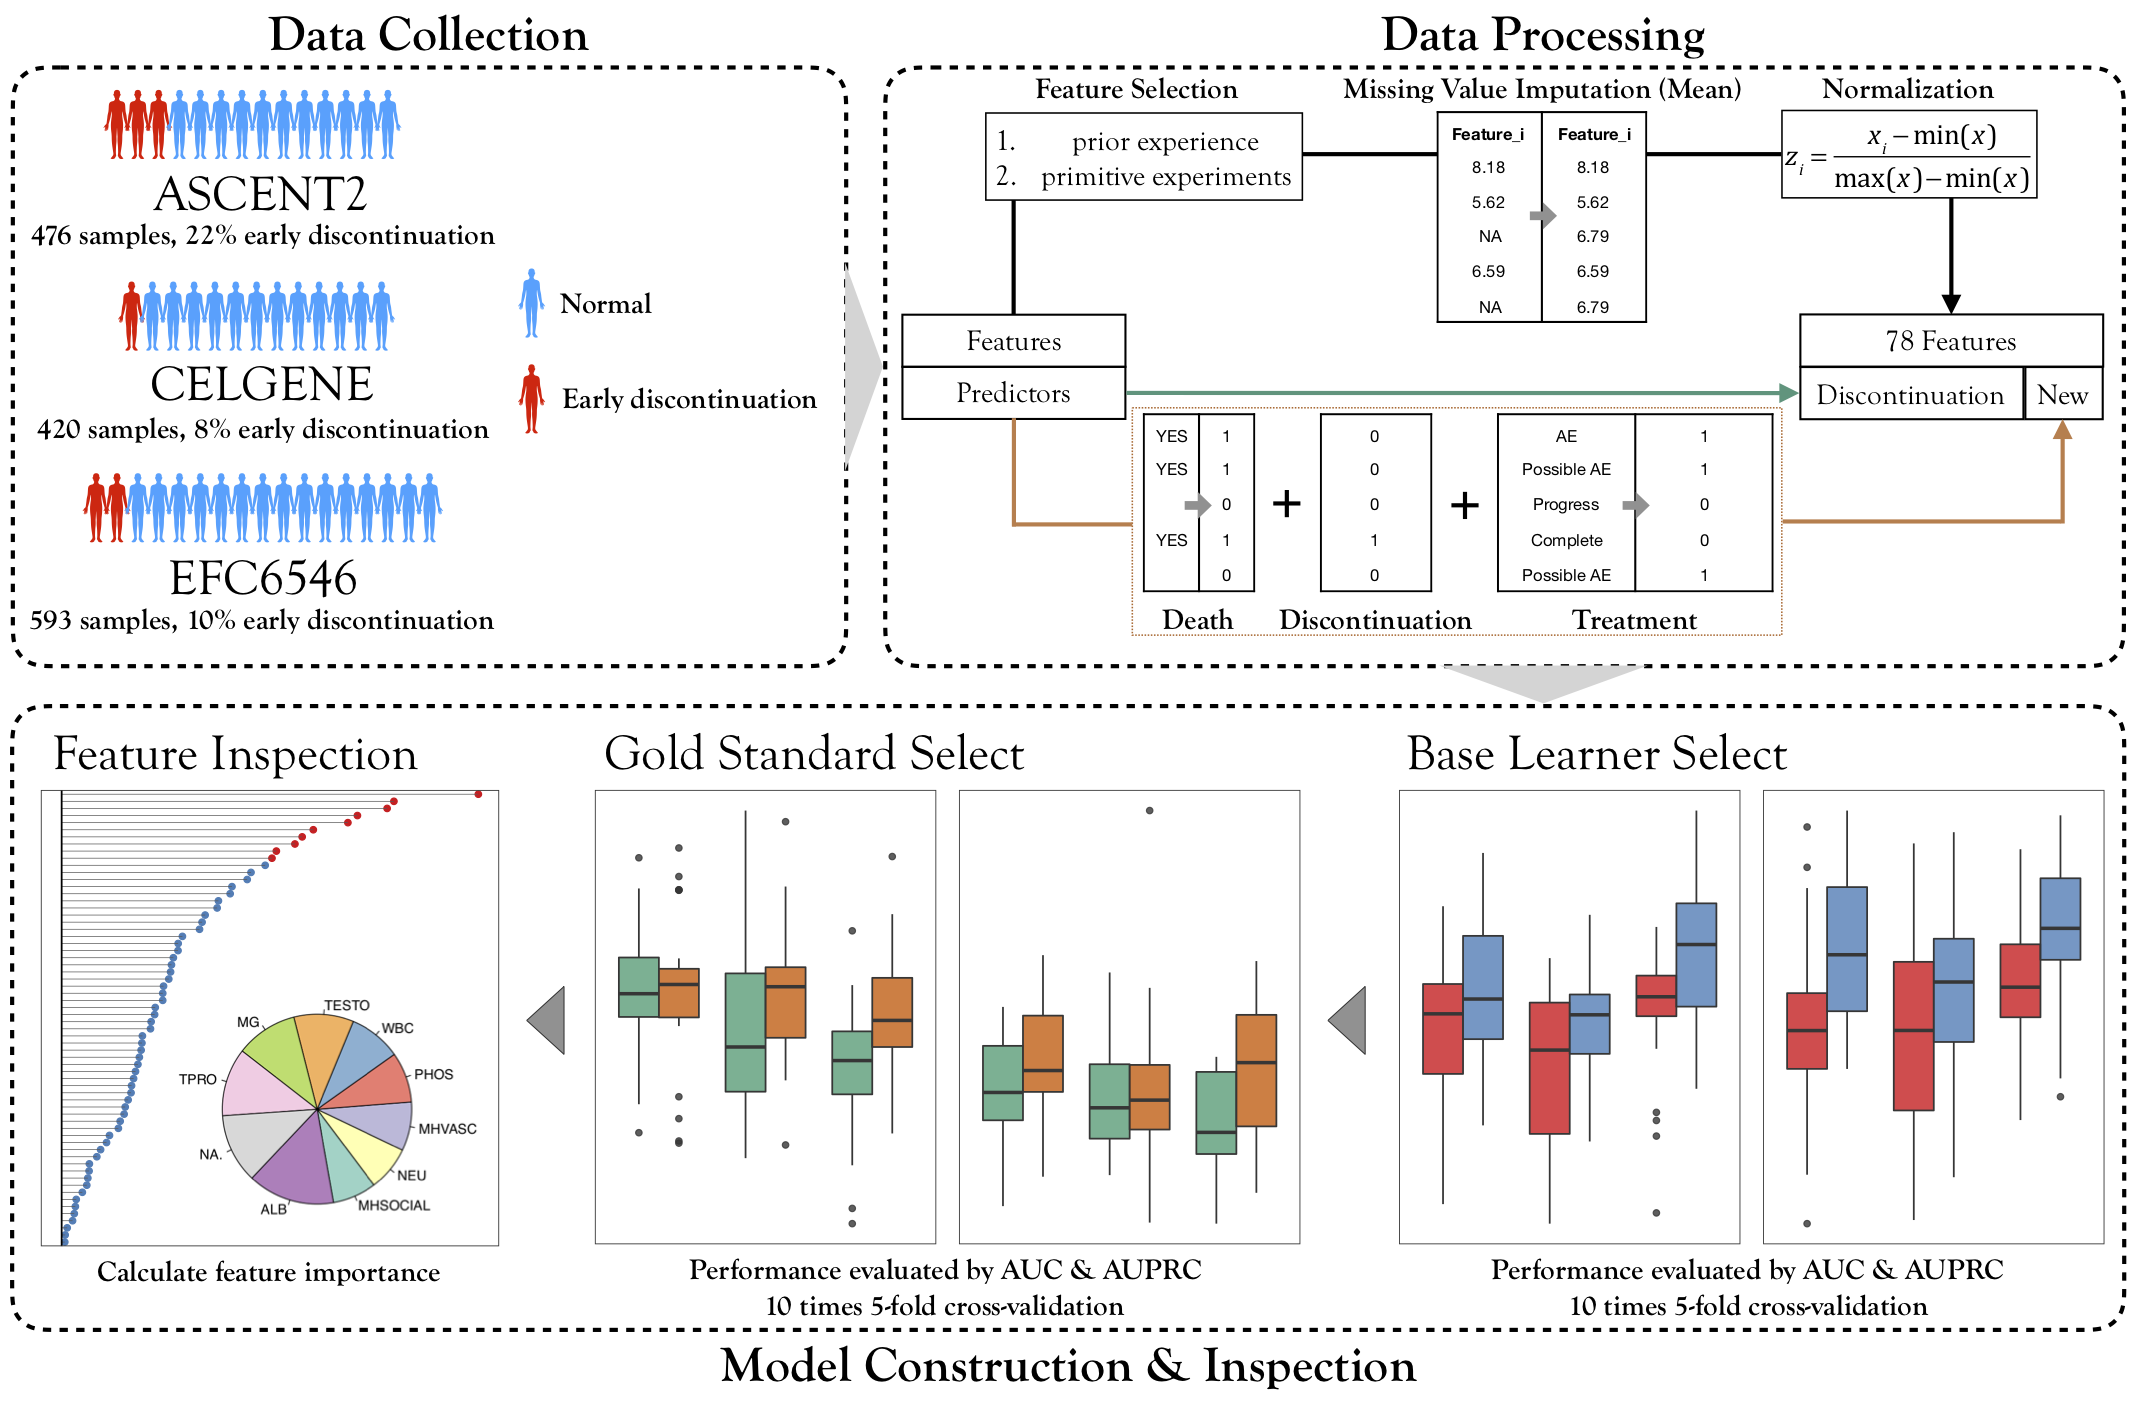 Data Collection
ASCENT2
476 samples, 22% early discontinuation
CELGENE
420 samples, 8% early discontinuation
EFC6546
593 samples, 10% early discontinuation
Normal
Early discontinuation
Data Processing
Feature Selection
1. prior experience
2. primitive experiments
Missing Value Imputation (Mean)
Feature_i Feature_i
8.18 8.18
5.62 5.62
NA 6.79
6.59 6.59
NA 6.79
Normalization
z_i = (x_i − min(x)) / (max(x) − min(x))
Features
Predictors
78 Features
Discontinuation New
YES 1 0 AE 1
YES 1 0 Possible AE 1
0 + 0 + Progress 0
YES 1 1 Complete 0
0 0 Possible AE 1
Death Discontinuation Treatment
Feature Inspection
TESTO
WBC
PHOS
MHVASC
NEU
MHSOCIAL
ALB
NA.
TPRO
MG
Calculate feature importance
Gold Standard Select
Performance evaluated by AUC & AUPRC
10 times 5-fold cross-validation
Base Learner Select
Performance evaluated by AUC & AUPRC
10 times 5-fold cross-validation
Model Construction & Inspection